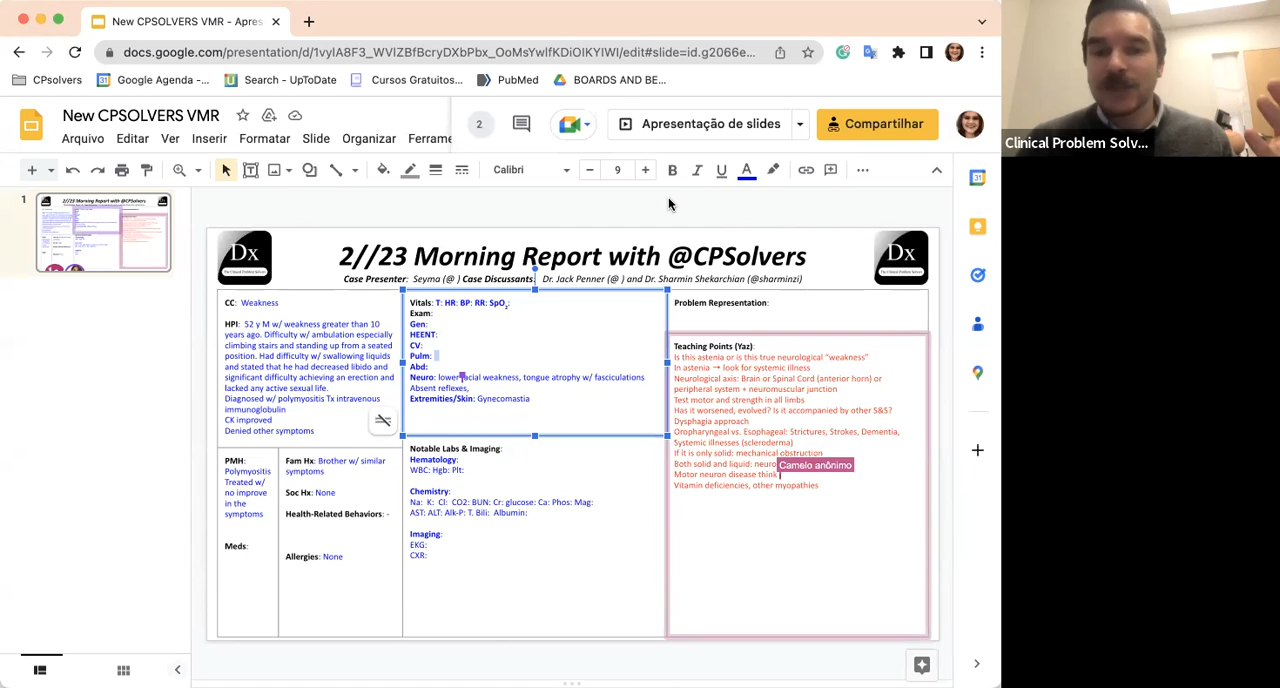 New CPSOLVERS VMR - Apres
docs.google.com/presentation/d/1vyIA8F3_WVIZBfBcryDXbPbx_OoMsYwlfKDiOIKYIWI/edit#slide=id.g2066e...
CPsolvers
Google Agenda -...
Search - UpToDate
Cursos Gratuitos...
PubMed
BOARDS AND BE...
New CPSOLVERS VMR
Arquivo Editar Ver Inserir Formatar Slide Organizar Ferrame
2
Apresentação de slides
Compartilhar
Calibri
9
1
Dx
2//23 Morning Report with @CPSolvers
Case Presenter: Seyma (@ ) Case Discussants: Dr. Jack Penner (@ ) and Dr. Sharmin Shekarchian (@sharminzi)
CC: Weakness
HPI: 52 y M w/ weakness greater than 10
years ago. Difficulty w/ ambulation especially
climbing stairs and standing up from a seated
position. Had difficulty w/ swallowing liquids
and stated that he had decreased libido and
significant difficulty achieving an erection and
lacked any active sexual life.
Diagnosed w/ polymyositis Tx intravenous
immunoglobulin
CK improved
Denied other symptoms
PMH:
Polymyositis
Treated w/
no improve
in the
symptoms
Meds:
Fam Hx: Brother w/ similar
symptoms
Soc Hx: None
Health-Related Behaviors: -
Allergies: None
Vitals: T: HR: BP: RR: SpO2:
Exam:
Gen:
HEENT:
CV:
Pulm:
Abd:
Neuro: lower facial weakness, tongue atrophy w/ fasciculations
Absent reflexes,
Extremities/Skin: Gynecomastia
Notable Labs & Imaging:
Hematology:
WBC: Hgb: Plt:
Chemistry:
Na: K: Cl: CO2: BUN: Cr: glucose: Ca: Phos: Mag:
AST: ALT: Alk-P: T. Bili: Albumin:
Imaging:
EKG:
CXR:
Problem Representation:
Teaching Points (Yaz):
Is this astenia or is this true neurological "weakness"
In astenia → look for systemic illness
Neurological axis: Brain or Spinal Cord (anterior horn) or
peripheral system + neuromuscular junction
Test motor and strength in all limbs
Has it worsened, evolved? Is it accompanied by other S&S?
Dysphagia approach
Oropharyngeal vs. Esophageal: Strictures, Strokes, Dementia,
Systemic illnesses (scleroderma)
If it is only solid: mechanical obstruction
Both solid and liquid: neuro
Camelo anônimo
Motor neuron disease think
Vitamin deficiencies, other myopathies
Dx
Clinical Problem Solv...